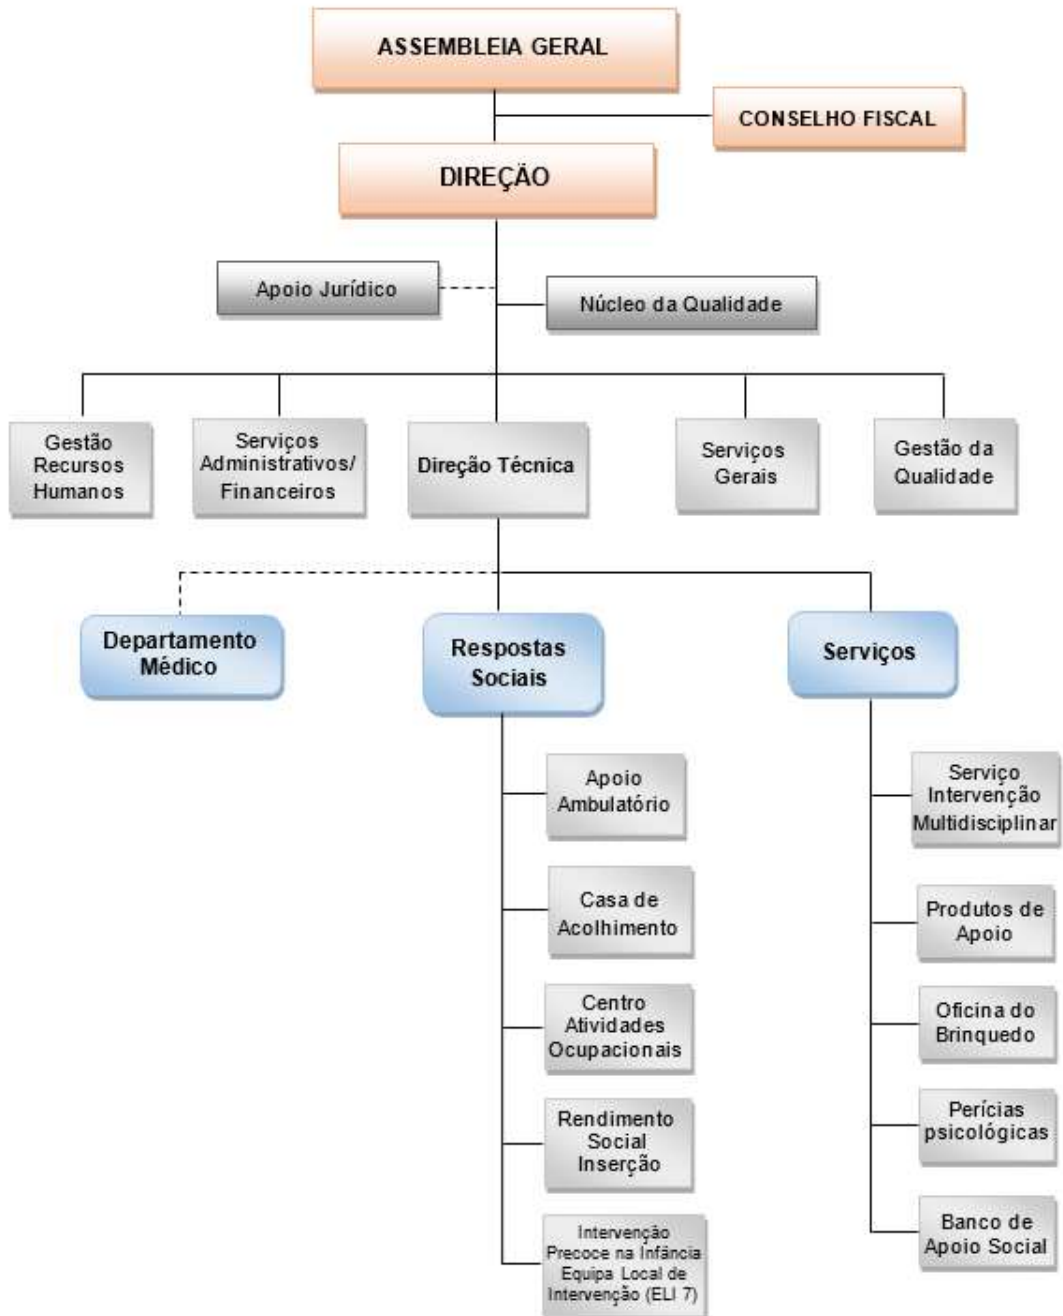 ASSEMBLEIA GERAL
CONSELHO FISCAL
DIREÇÃO
Apoio Jurídico
Núcleo da Qualidade
Gestão
Recursos
Humanos
Serviços
Administrativos/
Financeiros
Direção Técnica
Serviços
Gerais
Gestão da
Qualidade
Departamento
Médico
Respostas
Sociais
Serviços
Apoio
Ambulatório
Casa de
Acolhimento
Centro
Atividades
Ocupacionais
Rendimento
Social
Inserção
Intervenção
Precoce na Infância
Equipa Local de
Intervenção (ELI 7)
Serviço
Intervenção
Multidisciplinar
Produtos de
Apoio
Oficina do
Brinquedo
Perícias
psicológicas
Banco de
Apoio Social